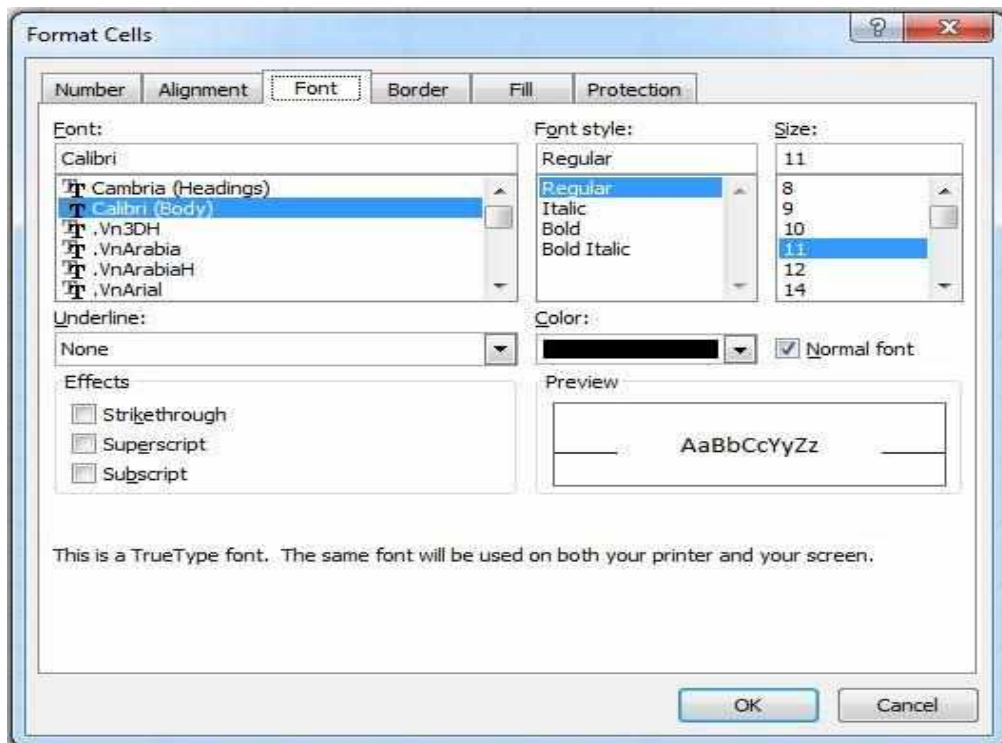 Format Cells
Number Alignment Font Border Fill Protection
Font: Font style: Size:
Calibri Regular 11
Cambria (Headings) Regular 8
Calibri (Body) Italic 9
.Vn3DH Bold 10
.VnArabia Bold Italic 11
.VnArabiaH 12
.VnArial 14
Underline: Color:
None Normal font
Effects Preview
Strikethrough
Superscript AaBbCcYyZz
Subscript
This is a TrueType font. The same font will be used on both your printer and your screen.
OK Cancel